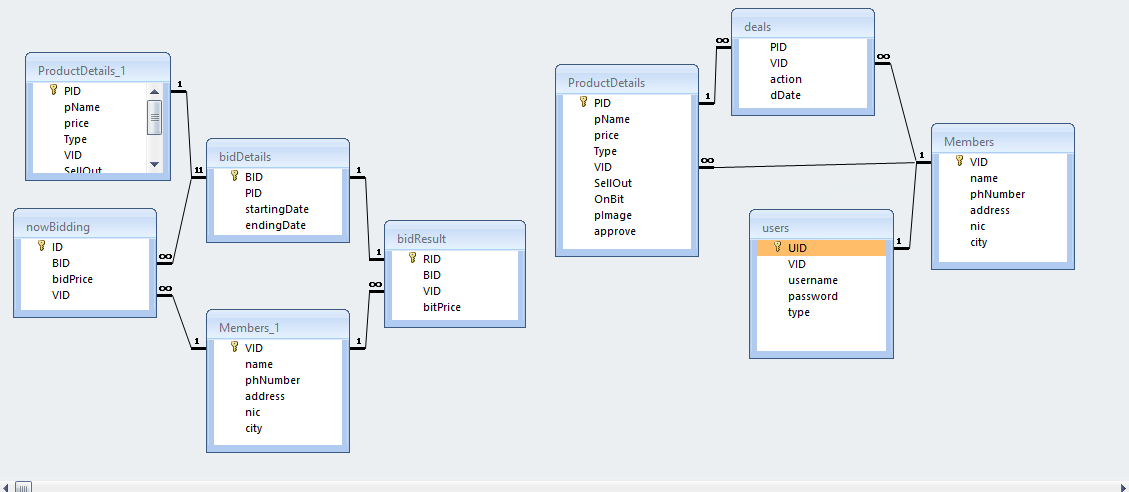 ProductDetails_1
PID
pName
price
Type
VID
SellOut
1
nowBidding
ID
BID
bidPrice
VID
∞
∞
bidDetails
BID
PID
startingDate
endingDate
11
1
Members_1
VID
name
phNumber
address
nic
city
1
1
bidResult
RID
BID
VID
bitPrice
1
∞
ProductDetails
PID
pName
price
Type
VID
SellOut
OnBit
pImage
approve
1
∞
deals
PID
VID
action
dDate
∞
∞
users
UID
VID
username
password
type
1
Members
VID
name
phNumber
address
nic
city
1